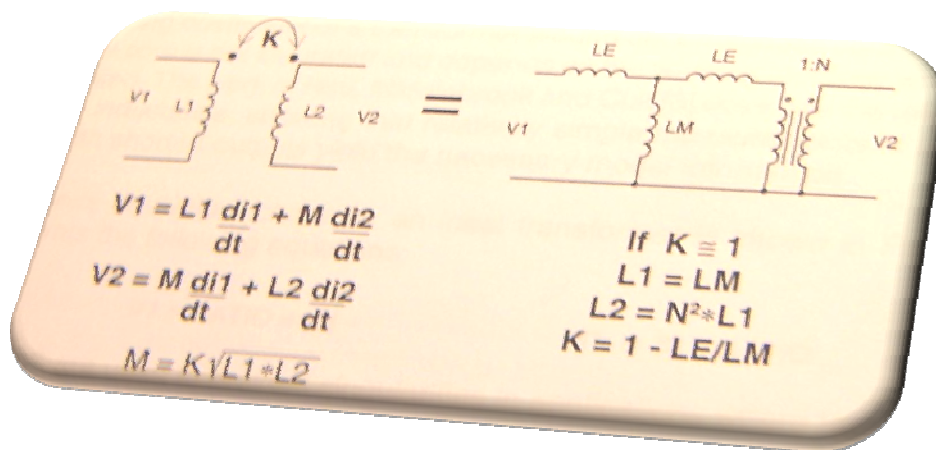 K
V1 L1 L2 V2
=
LE LE 1:N
V1 LM V2
V1 = L1 di1 + M di2
dt dt
V2 = M di1 + L2 di2
dt dt
M = K√L1*L2
If K ≅ 1
L1 = LM
L2 = N²*L1
K = 1 - LE/LM